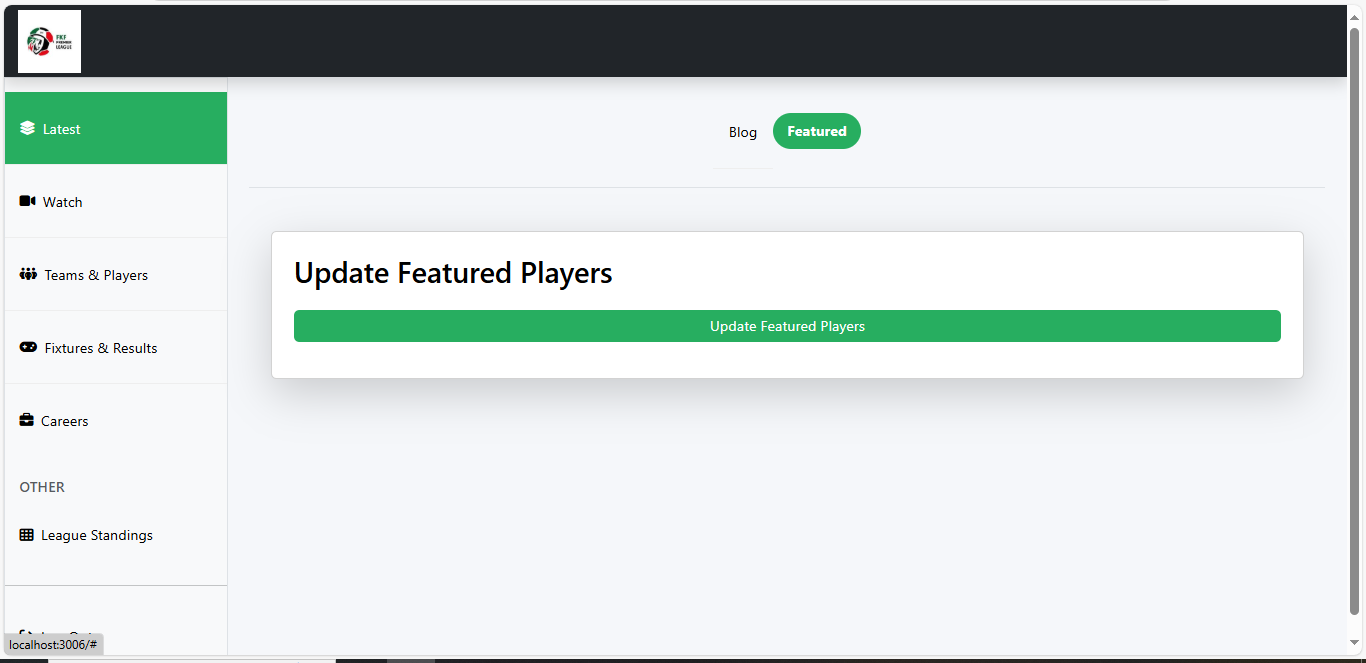 FKF
PREMIER
LEAGUE
Latest
Watch
Teams & Players
Fixtures & Results
Careers
OTHER
League Standings
localhost:3006/#
Blog
Featured
Update Featured Players
Update Featured Players